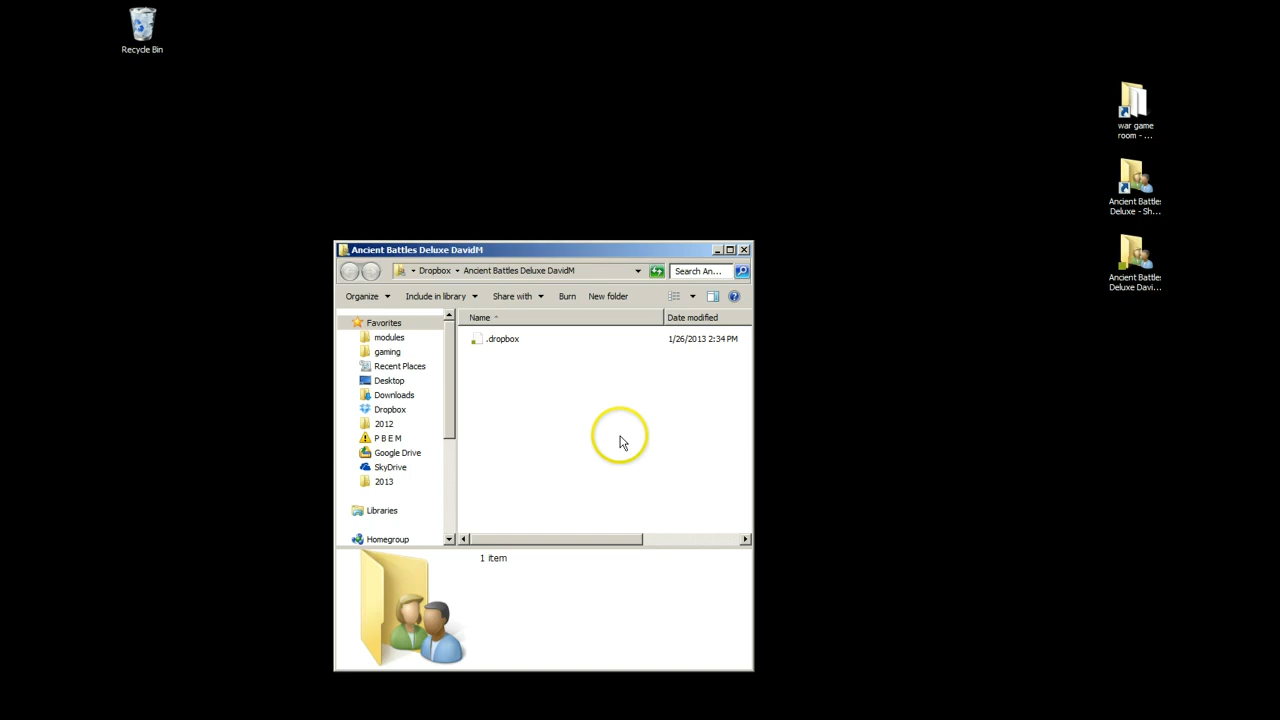 Recycle Bin
war game
room - ...
Ancient Battles
Deluxe - Sh...
Ancient Battles
Deluxe Davi...
Ancient Battles Deluxe DavidM
Dropbox
Ancient Battles Deluxe DavidM
Search An...
Organize
Include in library
Share with
Burn
New folder
Name
Date modified
Favorites
modules
gaming
Recent Places
Desktop
Downloads
Dropbox
2012
P B E M
Google Drive
SkyDrive
2013
Libraries
Homegroup
.dropbox
1/26/2013 2:34 PM
1 item